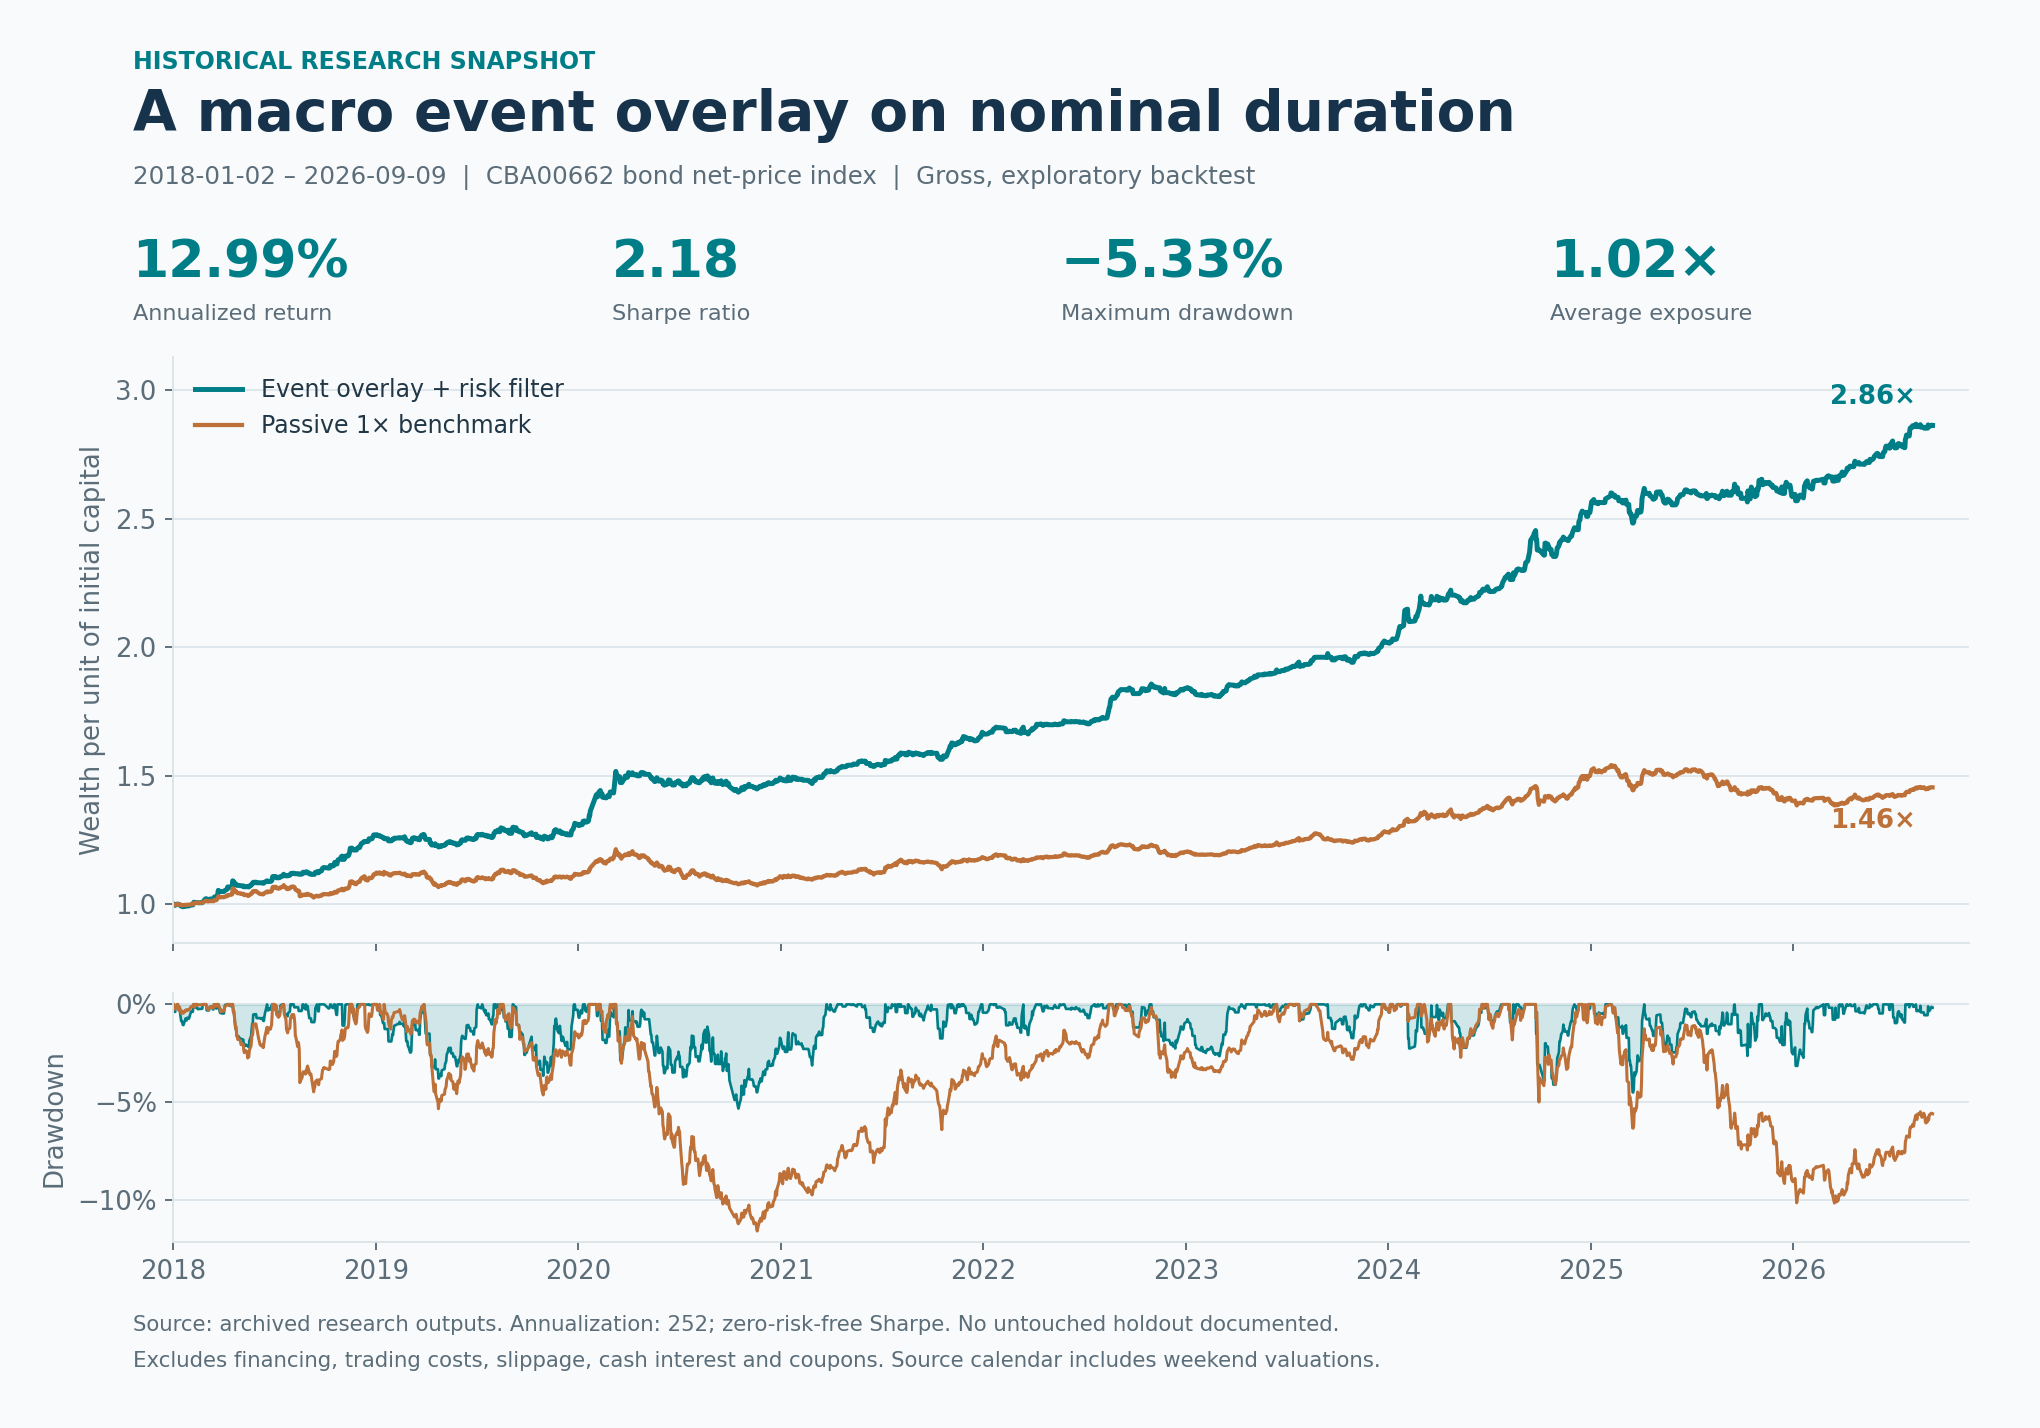 HISTORICAL RESEARCH SNAPSHOT
A macro event overlay on nominal duration
2018-01-02 – 2026-09-09 | CBA00662 bond net-price index | Gross, exploratory backtest
12.99%
Annualized return
2.18
Sharpe ratio
−5.33%
Maximum drawdown
1.02×
Average exposure
Wealth per unit of initial capital
3.0
2.5
2.0
1.5
1.0
Event overlay + risk filter
Passive 1× benchmark
2.86×
1.46×
Drawdown
0%
−5%
−10%
2018
2019
2020
2021
2022
2023
2024
2025
2026
Source: archived research outputs. Annualization: 252; zero-risk-free Sharpe. No untouched holdout documented.
Excludes financing, trading costs, slippage, cash interest and coupons. Source calendar includes weekend valuations.